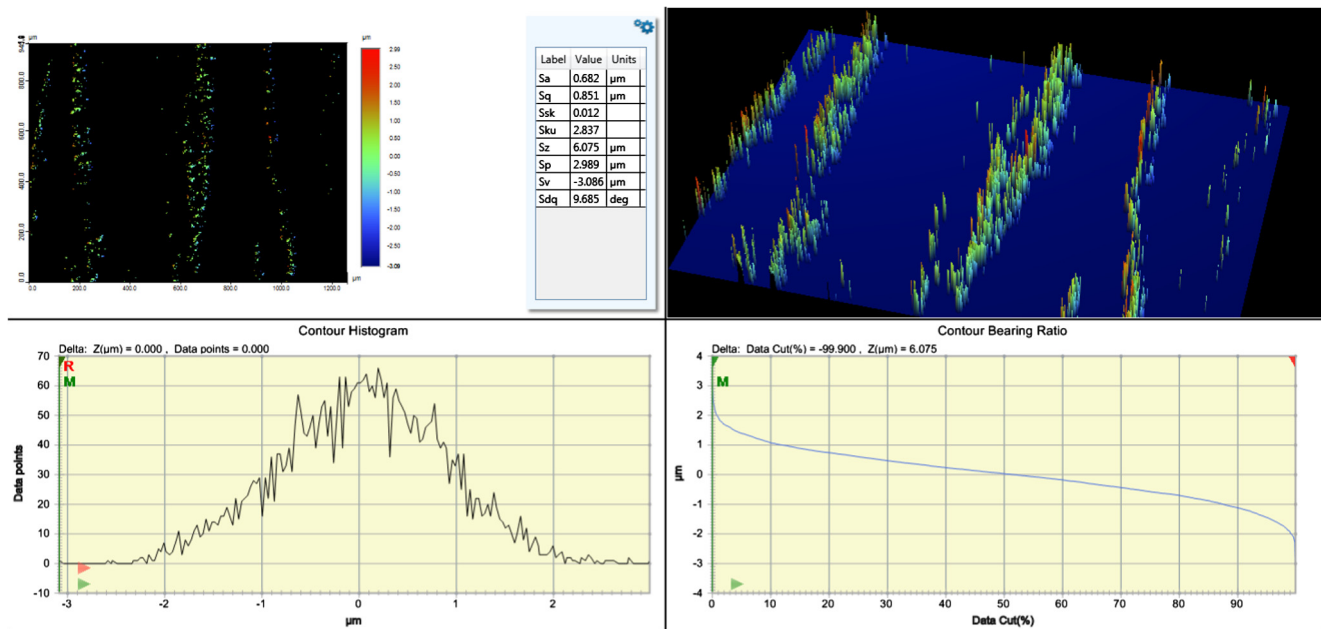 µm
945.0
800.0
600.0
400.0
200.0
0.0
0.0 200.0 400.0 600.0 800.0 1000.0 1200.0
µm
µm
2.99
2.50
2.00
1.50
1.00
0.50
0.00
-0.50
-1.00
-1.50
-2.00
-2.50
-3.09
Label Value Units
Sa 0.682 µm
Sq 0.851 µm
Ssk 0.012
Sku 2.837
Sz 6.075 µm
Sp 2.989 µm
Sv -3.086 µm
Sdq 9.685 deg
Contour Histogram
Delta: Z(µm) = 0.000 , Data points = 0.000
R
M
70
60
50
40
30
20
10
0
-10
Data points
-3 -2 -1 0 1 2
µm
Contour Bearing Ratio
Delta: Data Cut(%) = -99.900 , Z(µm) = 6.075
M
4
3
2
1
0
-1
-2
-3
-4
µm
0 10 20 30 40 50 60 70 80 90
Data Cut(%)